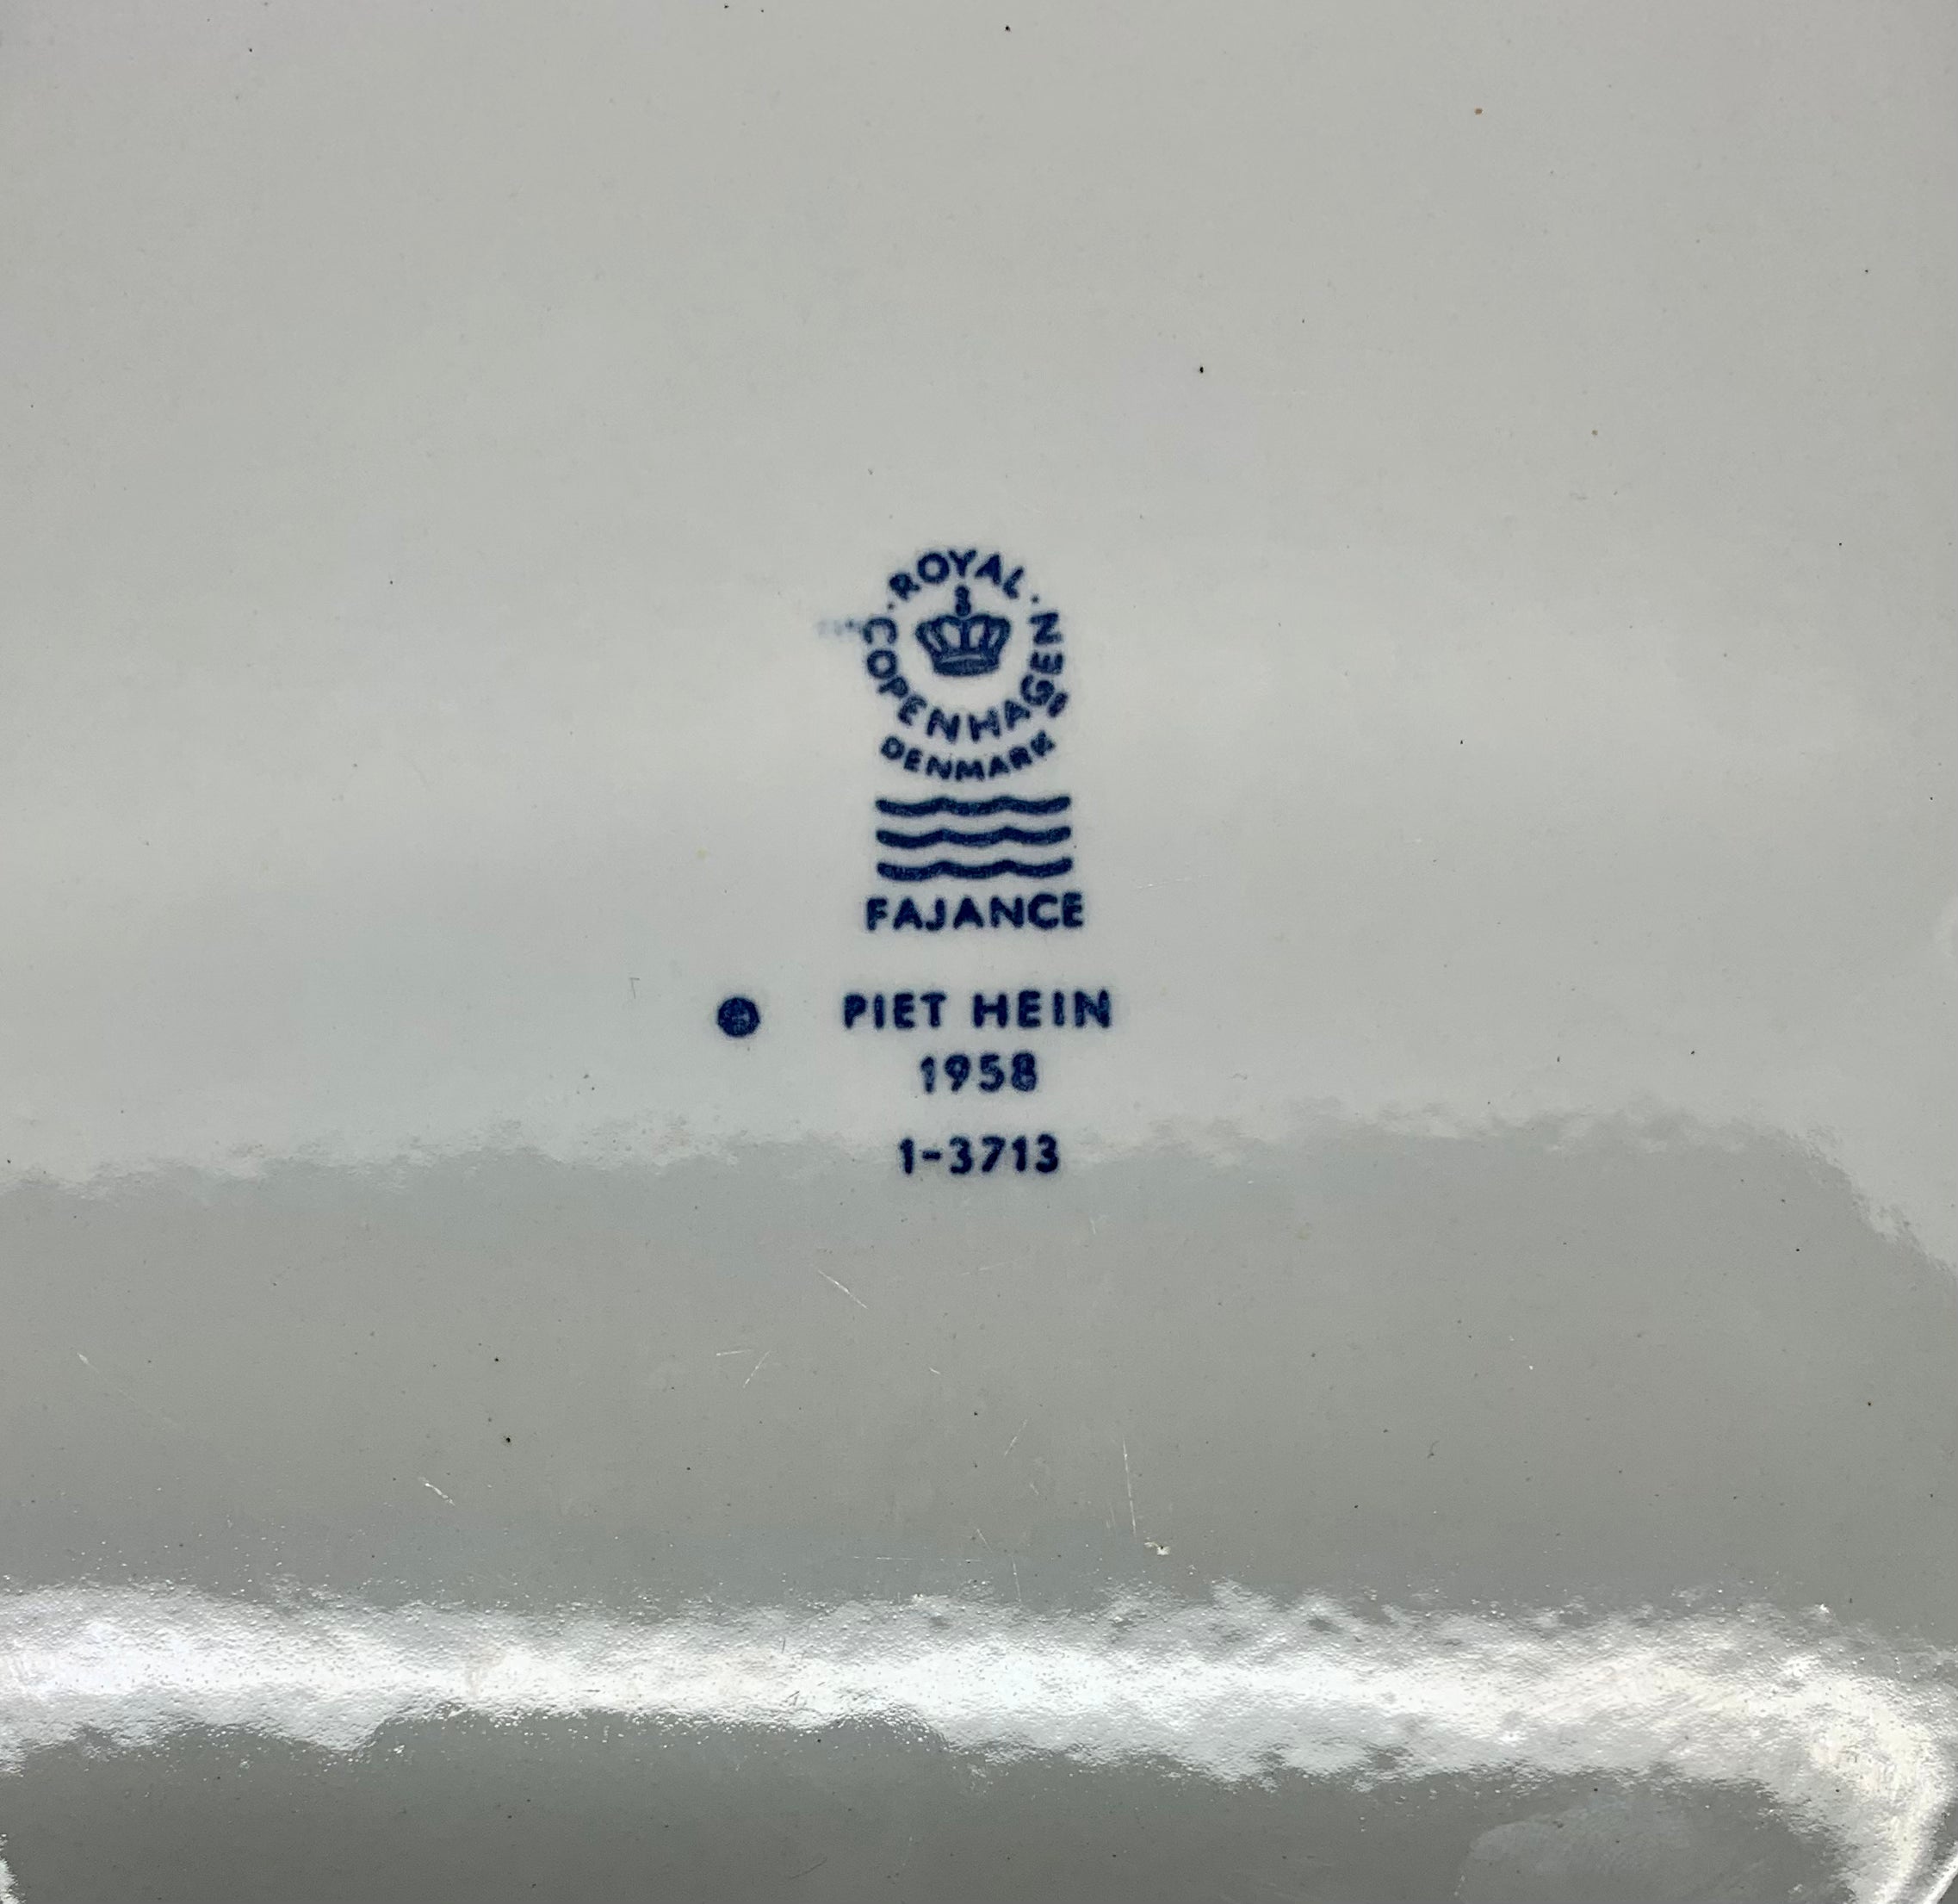 ROYAL
COPENHAGEN
DENMARK
FAJANCE
PIET HEIN
1958
1-3713